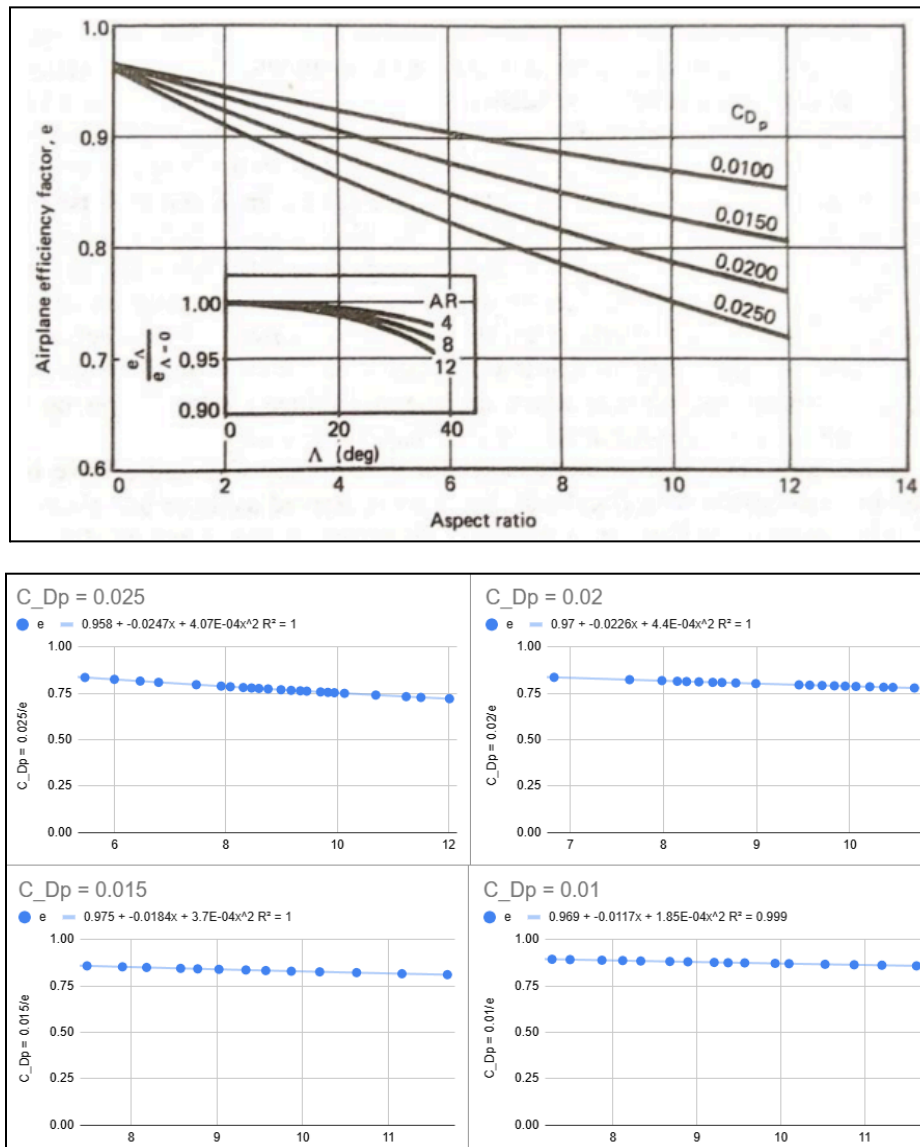 1.0
0.9
0.8
0.7
0.6
Airplane efficiency factor, e
C_Dp
0.0100
0.0150
0.0200
0.0250
AR
4
8
12
1.00
0.95
0.90
e_Λ
e_Λ = 0
0 20 40
Λ (deg)
0 2 4 6 8 10 12 14
Aspect ratio
C_Dp = 0.025
e 0.958 + -0.0247x + 4.07E-04x^2 R² = 1
C_Dp = 0.025/e
1.00
0.75
0.50
0.25
0.00
6 8 10 12
C_Dp = 0.02
e 0.97 + -0.0226x + 4.4E-04x^2 R² = 1
C_Dp = 0.02/e
1.00
0.75
0.50
0.25
0.00
7 8 9 10
C_Dp = 0.015
e 0.975 + -0.0184x + 3.7E-04x^2 R² = 1
C_Dp = 0.015/e
1.00
0.75
0.50
0.25
0.00
8 9 10 11
C_Dp = 0.01
e 0.969 + -0.0117x + 1.85E-04x^2 R² = 0.999
C_Dp = 0.01/e
1.00
0.75
0.50
0.25
0.00
8 9 10 11